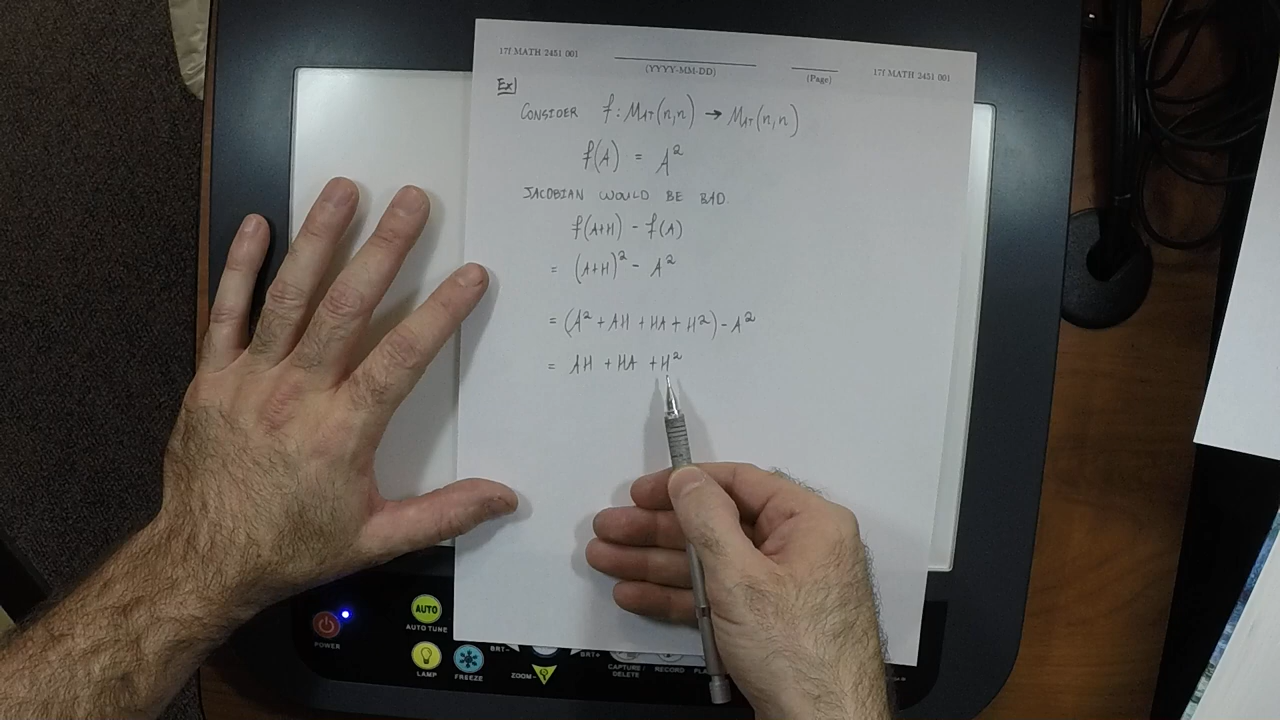 17f MATH 2451 001
(YYYY-MM-DD)
(Page)
17f MATH 2451 001
Ex]
CONSIDER f : MAT(n,n) → MAT(n,n)
f(A) = A²
JACOBIAN WOULD BE BAD.
f(A+H) - f(A)
= (A+H)² - A²
= (A² + AH + HA + H²) - A²
= AH + HA + H²
POWER
AUTO
AUTO TUNE
LAMP
FREEZE
BRT-
ZOOM-
BRT+
CAPTURE/
DELETE
RECORD